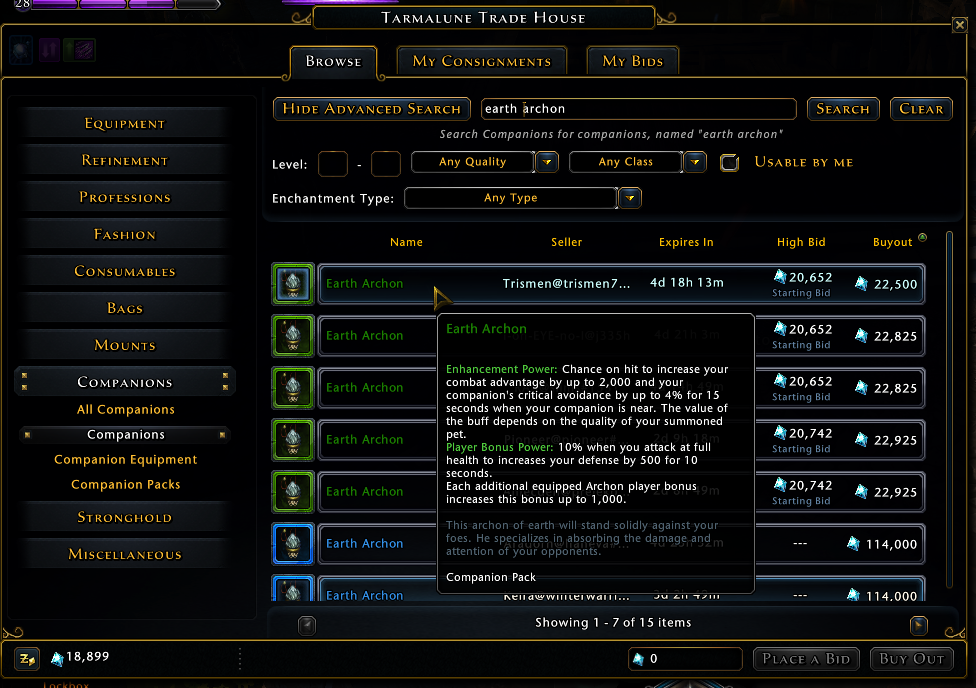 28
Tarmalune Trade House
Browse
My Consignments
My Bids
Hide Advanced Search
earth archon
Search
Clear
Search Companions for companions, named "earth archon"
Level:
-
Any Quality
Any Class
Usable by me
Enchantment Type:
Any Type
Equipment
Refinement
Professions
Fashion
Consumables
Bags
Mounts
Companions
All Companions
Companions
Companion Equipment
Companion Packs
Stronghold
Miscellaneous
Name Seller Expires In High Bid Buyout
Earth Archon Trismen@trismen7... 4d 18h 13m 20,652 22,500
Starting Bid
Earth Archon 20,652 22,825
Starting Bid
Earth Archon 20,652 22,825
Starting Bid
Earth Archon 20,742 22,925
Starting Bid
Earth Archon 20,742 22,925
Starting Bid
Earth Archon --- 114,000
Earth Archon --- 114,000
Earth Archon
Enhancement Power: Chance on hit to increase your
combat advantage by up to 2,000 and your
companion's critical avoidance by up to 4% for 15
seconds when your companion is near. The value of
the buff depends on the quality of your summoned
pet.
Player Bonus Power: 10% when you attack at full
health to increases your defense by 500 for 10
seconds.
Each additional equipped Archon player bonus
increases this bonus up to 1,000.
This archon of earth will stand solidly against your
foes. He specializes in absorbing the damage and
attention of your opponents.
Companion Pack
Showing 1 - 7 of 15 items
18,899
0
Place a Bid
Buy Out
Lockbox